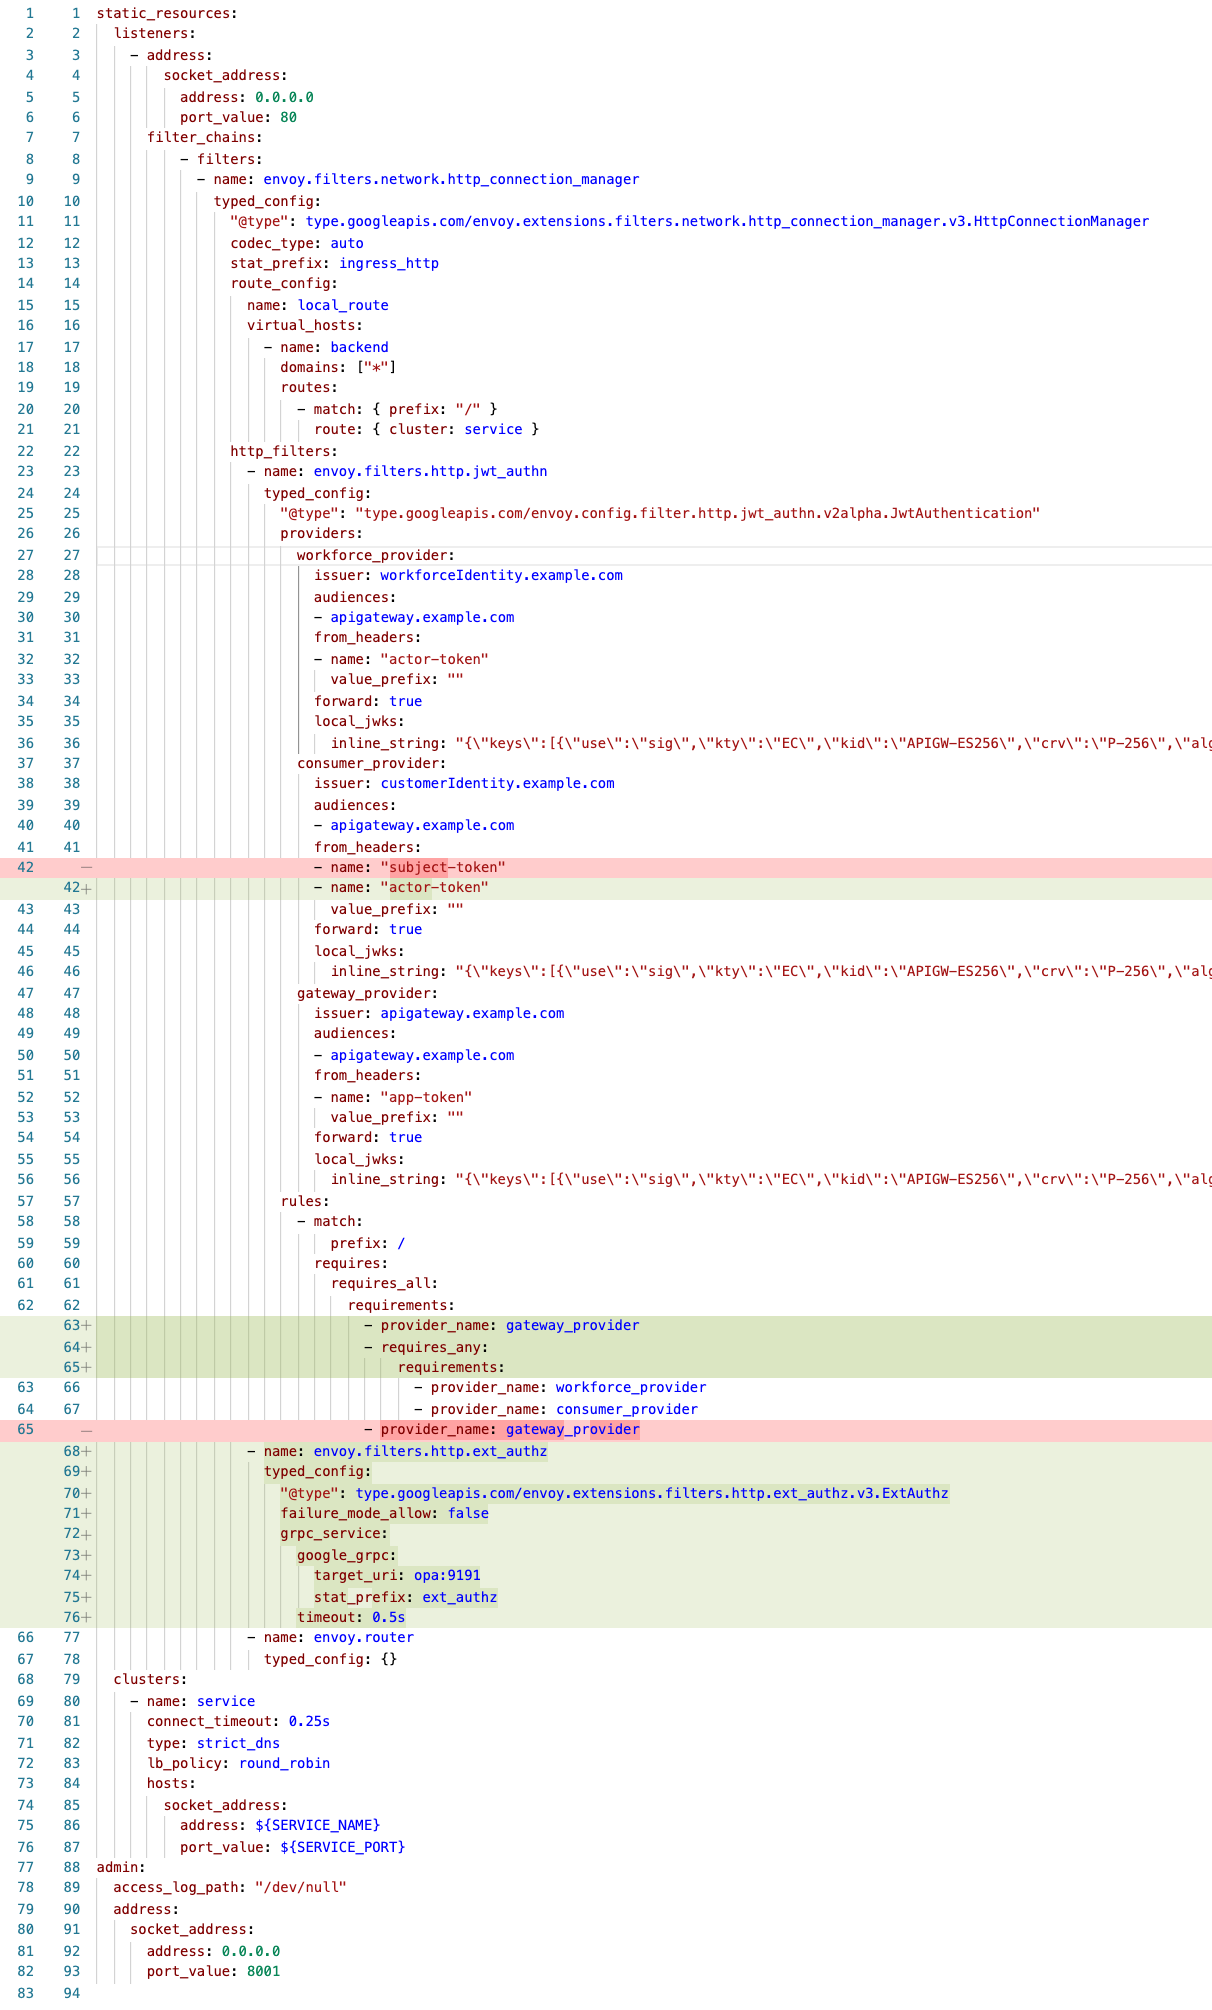 1 1 static_resources:
2 2 listeners:
3 3 - address:
4 4 socket_address:
5 5 address: 0.0.0.0
6 6 port_value: 80
7 7 filter_chains:
8 8 - filters:
9 9 - name: envoy.filters.network.http_connection_manager
10 10 typed_config:
11 11 "@type": type.googleapis.com/envoy.extensions.filters.network.http_connection_manager.v3.HttpConnectionManager
12 12 codec_type: auto
13 13 stat_prefix: ingress_http
14 14 route_config:
15 15 name: local_route
16 16 virtual_hosts:
17 17 - name: backend
18 18 domains: ["*"]
19 19 routes:
20 20 - match: { prefix: "/" }
21 21 route: { cluster: service }
22 22 http_filters:
23 23 - name: envoy.filters.http.jwt_authn
24 24 typed_config:
25 25 "@type": "type.googleapis.com/envoy.config.filter.http.jwt_authn.v2alpha.JwtAuthentication"
26 26 providers:
27 27 workforce_provider:
28 28 issuer: workforceIdentity.example.com
29 29 audiences:
30 30 - apigateway.example.com
31 31 from_headers:
32 32 - name: "actor-token"
33 33 value_prefix: ""
34 34 forward: true
35 35 local_jwks:
36 36 inline_string: "{\"keys\":[{\"use\":\"sig\",\"kty\":\"EC\",\"kid\":\"APIGW-ES256\",\"crv\":\"P-256\",\"alg
37 37 consumer_provider:
38 38 issuer: customerIdentity.example.com
39 39 audiences:
40 40 - apigateway.example.com
41 41 from_headers:
42 — - name: "subject-token"
42+ - name: "actor-token"
43 43 value_prefix: ""
44 44 forward: true
45 45 local_jwks:
46 46 inline_string: "{\"keys\":[{\"use\":\"sig\",\"kty\":\"EC\",\"kid\":\"APIGW-ES256\",\"crv\":\"P-256\",\"alg
47 47 gateway_provider:
48 48 issuer: apigateway.example.com
49 49 audiences:
50 50 - apigateway.example.com
51 51 from_headers:
52 52 - name: "app-token"
53 53 value_prefix: ""
54 54 forward: true
55 55 local_jwks:
56 56 inline_string: "{\"keys\":[{\"use\":\"sig\",\"kty\":\"EC\",\"kid\":\"APIGW-ES256\",\"crv\":\"P-256\",\"alg
57 57 rules:
58 58 - match:
59 59 prefix: /
60 60 requires:
61 61 requires_all:
62 62 requirements:
63+ - provider_name: gateway_provider
64+ - requires_any:
65+ requirements:
63 66 - provider_name: workforce_provider
64 67 - provider_name: consumer_provider
65 — - provider_name: gateway_provider
68+ - name: envoy.filters.http.ext_authz
69+ typed_config:
70+ "@type": type.googleapis.com/envoy.extensions.filters.http.ext_authz.v3.ExtAuthz
71+ failure_mode_allow: false
72+ grpc_service:
73+ google_grpc:
74+ target_uri: opa:9191
75+ stat_prefix: ext_authz
76+ timeout: 0.5s
66 77 - name: envoy.router
67 78 typed_config: {}
68 79 clusters:
69 80 - name: service
70 81 connect_timeout: 0.25s
71 82 type: strict_dns
72 83 lb_policy: round_robin
73 84 hosts:
74 85 socket_address:
75 86 address: ${SERVICE_NAME}
76 87 port_value: ${SERVICE_PORT}
77 88 admin:
78 89 access_log_path: "/dev/null"
79 90 address:
80 91 socket_address:
81 92 address: 0.0.0.0
82 93 port_value: 8001
83 94